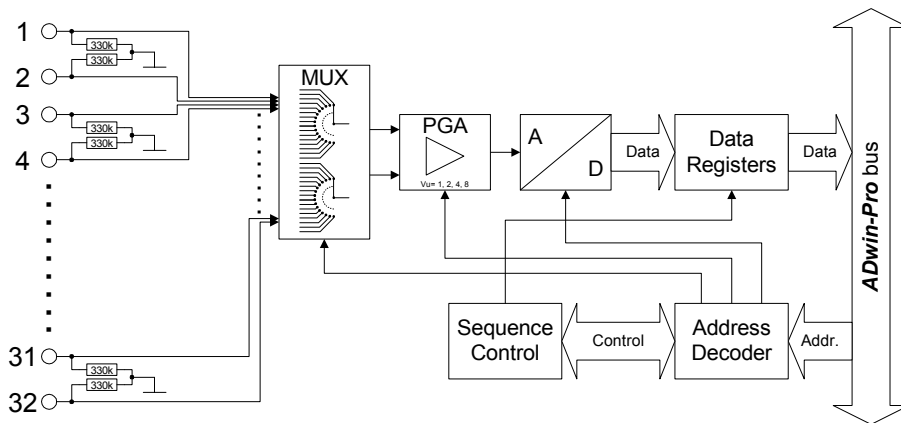 1
330k
330k
2
3
330k
330k
4
31
330k
330k
32
MUX
PGA
Vu= 1, 2, 4, 8
A
D
Data
Data
Registers
Data
Sequence
Control
Control
Address
Decoder
Addr.
ADwin-Pro bus